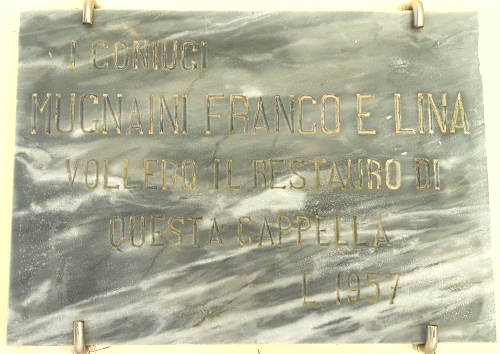 I CONIUGI
MUGNAINI FRANCO E LINA
VOLLERO IL RESTAURO DI
QUESTA CAPPELLA
L. 1957